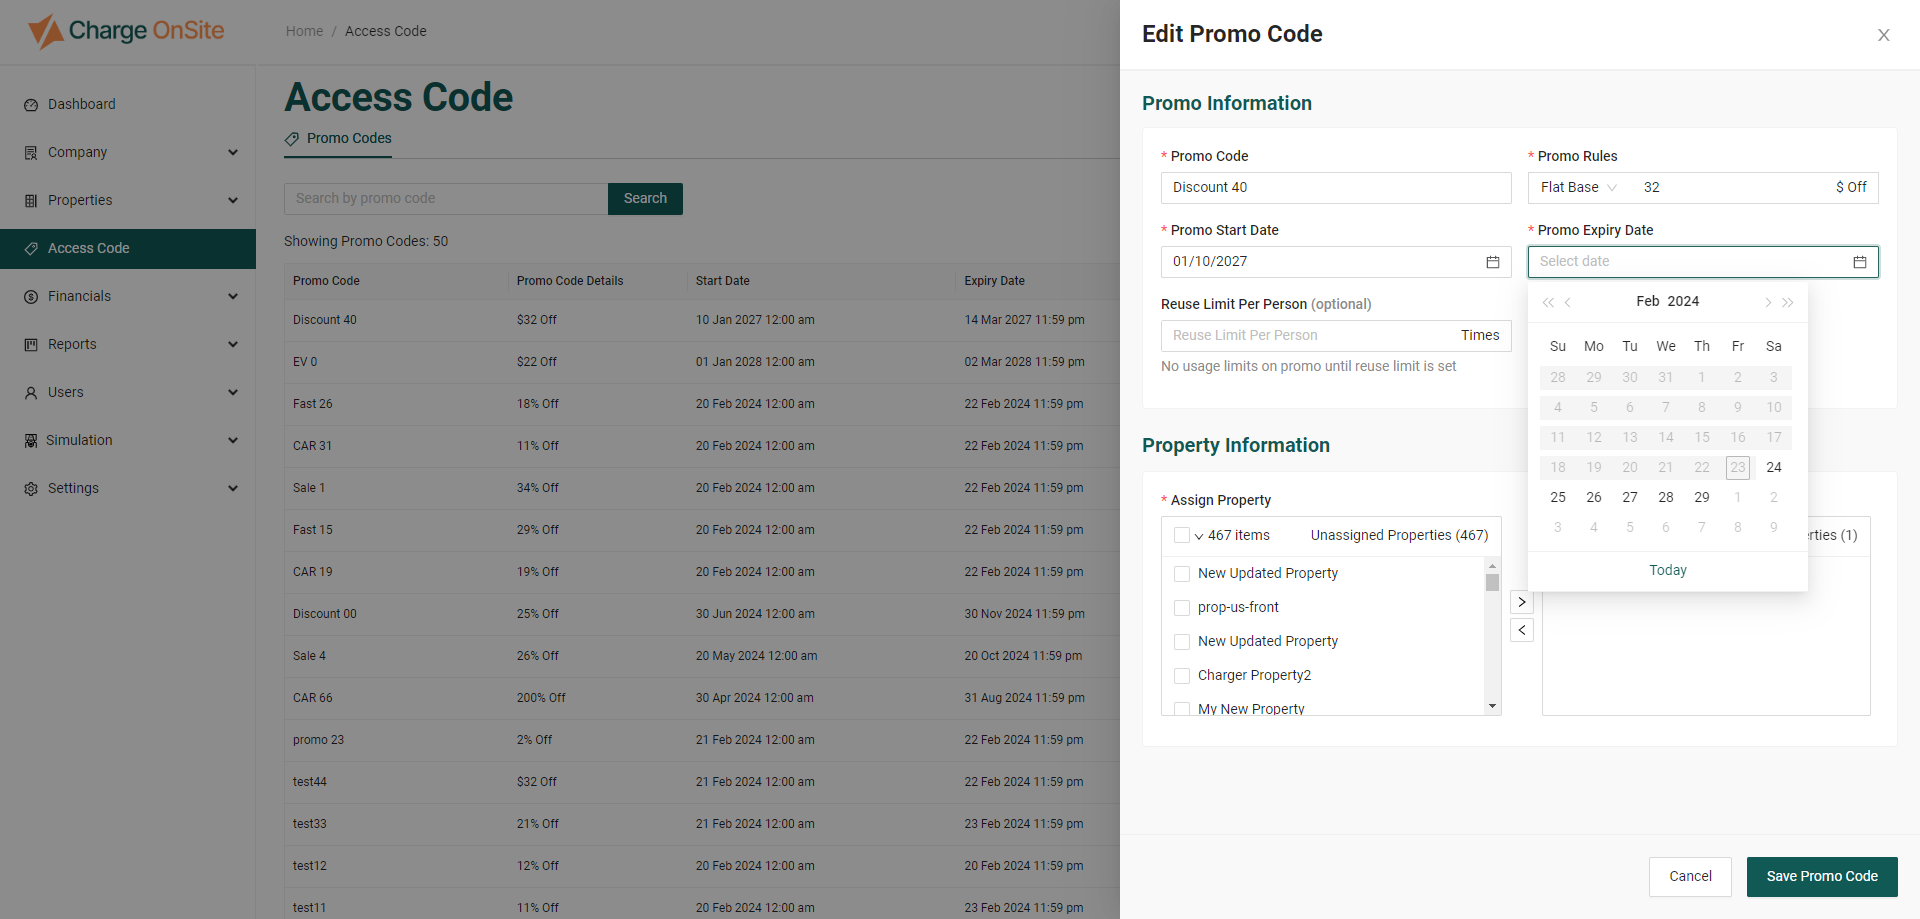 Charge OnSite
Home / Access Code
Dashboard
Company
Properties
Access Code
Financials
Reports
Users
Simulation
Settings
Access Code
Promo Codes
Search by promo code
Search
Showing Promo Codes: 50
Promo Code Promo Code Details Start Date Expiry Date
Discount 40 $32 Off 10 Jan 2027 12:00 am 14 Mar 2027 11:59 pm
EV 0 $22 Off 01 Jan 2028 12:00 am 02 Mar 2028 11:59 pm
Fast 26 18% Off 20 Feb 2024 12:00 am 22 Feb 2024 11:59 pm
CAR 31 11% Off 20 Feb 2024 12:00 am 22 Feb 2024 11:59 pm
Sale 1 34% Off 20 Feb 2024 12:00 am 22 Feb 2024 11:59 pm
Fast 15 29% Off 20 Feb 2024 12:00 am 22 Feb 2024 11:59 pm
CAR 19 19% Off 20 Feb 2024 12:00 am 22 Feb 2024 11:59 pm
Discount 00 25% Off 30 Jun 2024 12:00 am 30 Nov 2024 11:59 pm
Sale 4 26% Off 20 May 2024 12:00 am 20 Oct 2024 11:59 pm
CAR 66 200% Off 30 Apr 2024 12:00 am 31 Aug 2024 11:59 pm
promo 23 2% Off 21 Feb 2024 12:00 am 22 Feb 2024 11:59 pm
test44 $32 Off 21 Feb 2024 12:00 am 22 Feb 2024 11:59 pm
test33 21% Off 21 Feb 2024 12:00 am 23 Feb 2024 11:59 pm
test12 12% Off 20 Feb 2024 12:00 am 20 Feb 2024 11:59 pm
test11 11% Off 20 Feb 2024 12:00 am 23 Feb 2024 11:59 pm
Edit Promo Code
Promo Information
* Promo Code
Discount 40
* Promo Rules
Flat Base 32 $ Off
* Promo Start Date
01/10/2027
* Promo Expiry Date
Select date
Reuse Limit Per Person (optional)
Reuse Limit Per Person Times
No usage limits on promo until reuse limit is set
Feb 2024
Su Mo Tu We Th Fr Sa
28 29 30 31 1 2 3
4 5 6 7 8 9 10
11 12 13 14 15 16 17
18 19 20 21 22 23 24
25 26 27 28 29 1 2
3 4 5 6 7 8 9
Today
Property Information
* Assign Property
467 items Unassigned Properties (467)
New Updated Property
prop-us-front
New Updated Property
Charger Property2
My New Property
erties (1)
Cancel
Save Promo Code